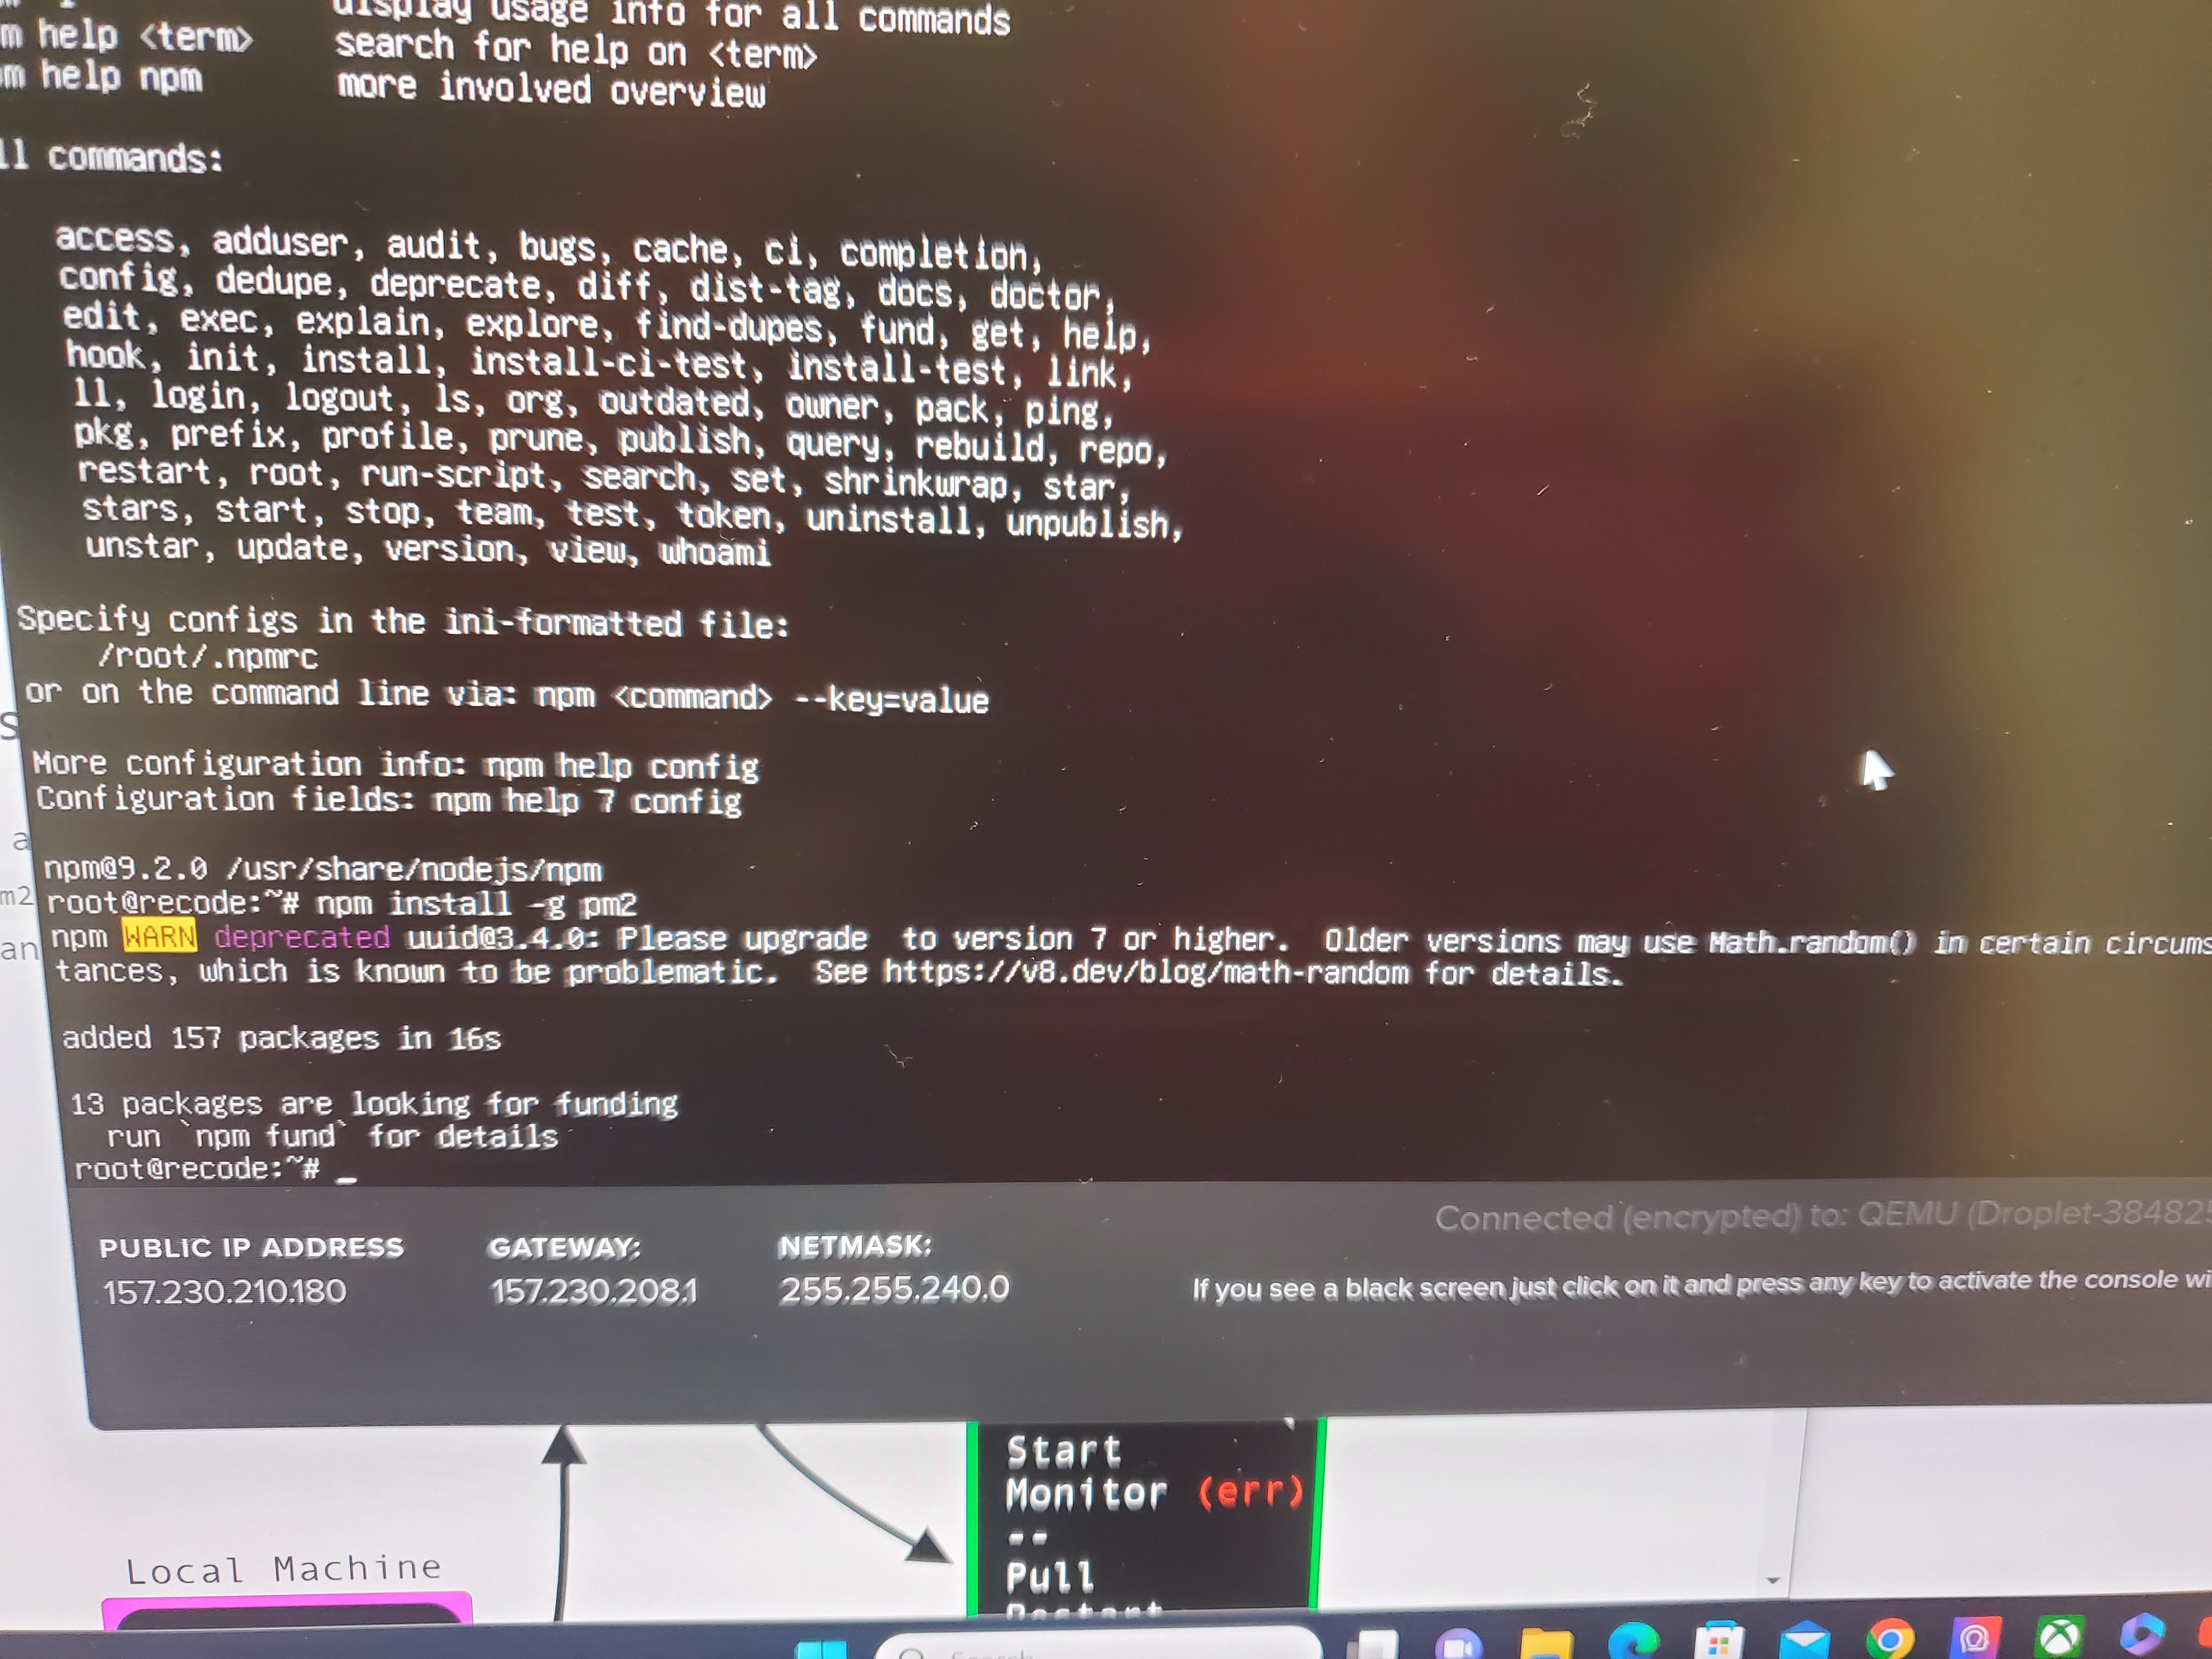 display usage info for all commands
m help <term> search for help on <term>
m help npm more involved overview
ll commands:
access, adduser, audit, bugs, cache, ci, completion,
config, dedupe, deprecate, diff, dist-tag, docs, doctor,
edit, exec, explain, explore, find-dupes, fund, get, help,
hook, init, install, install-ci-test, install-test, link,
ll, login, logout, ls, org, outdated, owner, pack, ping,
pkg, prefix, profile, prune, publish, query, rebuild, repo,
restart, root, run-script, search, set, shrinkwrap, star,
stars, start, stop, team, test, token, uninstall, unpublish,
unstar, update, version, view, whoami
Specify configs in the ini-formatted file:
/root/.npmrc
or on the command line via: npm <command> --key=value
S
More configuration info: npm help config
Configuration fields: npm help 7 config
a
npm@9.2.0 /usr/share/nodejs/npm
m2
root@recode:~# npm install -g pm2
an
npm WARN deprecated uuid@3.4.0: Please upgrade  to version 7 or higher.  Older versions may use Math.random() in certain circums
tances, which is known to be problematic.  See https://v8.dev/blog/math-random for details.
added 157 packages in 16s
13 packages are looking for funding
run `npm fund` for details
root@recode:~# _
Connected (encrypted) to: QEMU (Droplet-384825
PUBLIC IP ADDRESS GATEWAY: NETMASK:
157.230.210.180 157.230.208.1 255.255.240.0
If you see a black screen just click on it and press any key to activate the console wi
Start
Monitor (err)
--
Pull
Restart
Local Machine
Search